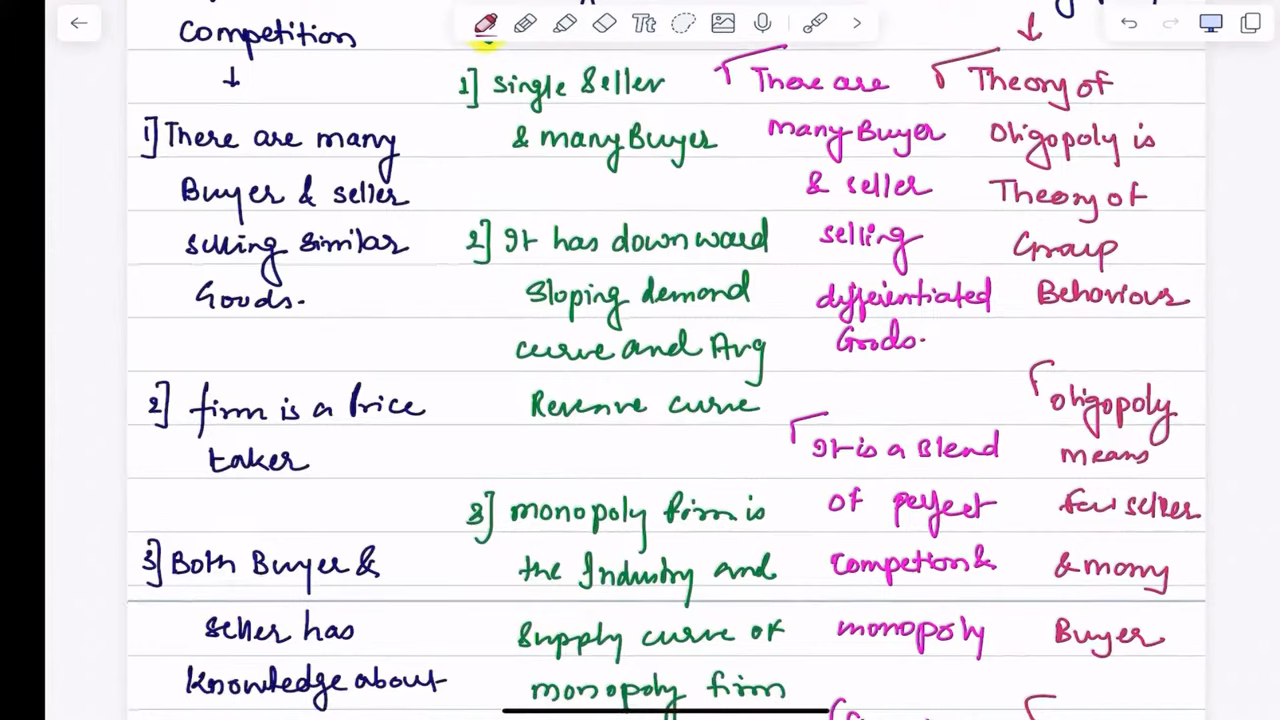 Competition
↓
1] There are many
Buyer & seller
selling similar
Goods.
2] firm is a Price
taker
3] Both Buyer &
seller has
Knowledge about
1] Single Seller
& many Buyer
2] It has downward
Sloping demand
curve and Avg
Revenue curve
3] monopoly firm is
the Industry and
Supply curve of
monopoly firm
There are
many Buyer
& seller
selling
differentiated
Goods.
It is a Blend
of perfect
Competion &
monopoly
↓
Theory of
Oligopoly is
Theory of
Group
Behaviour
Oligopoly
means
few seller
& many
Buyer
Tt